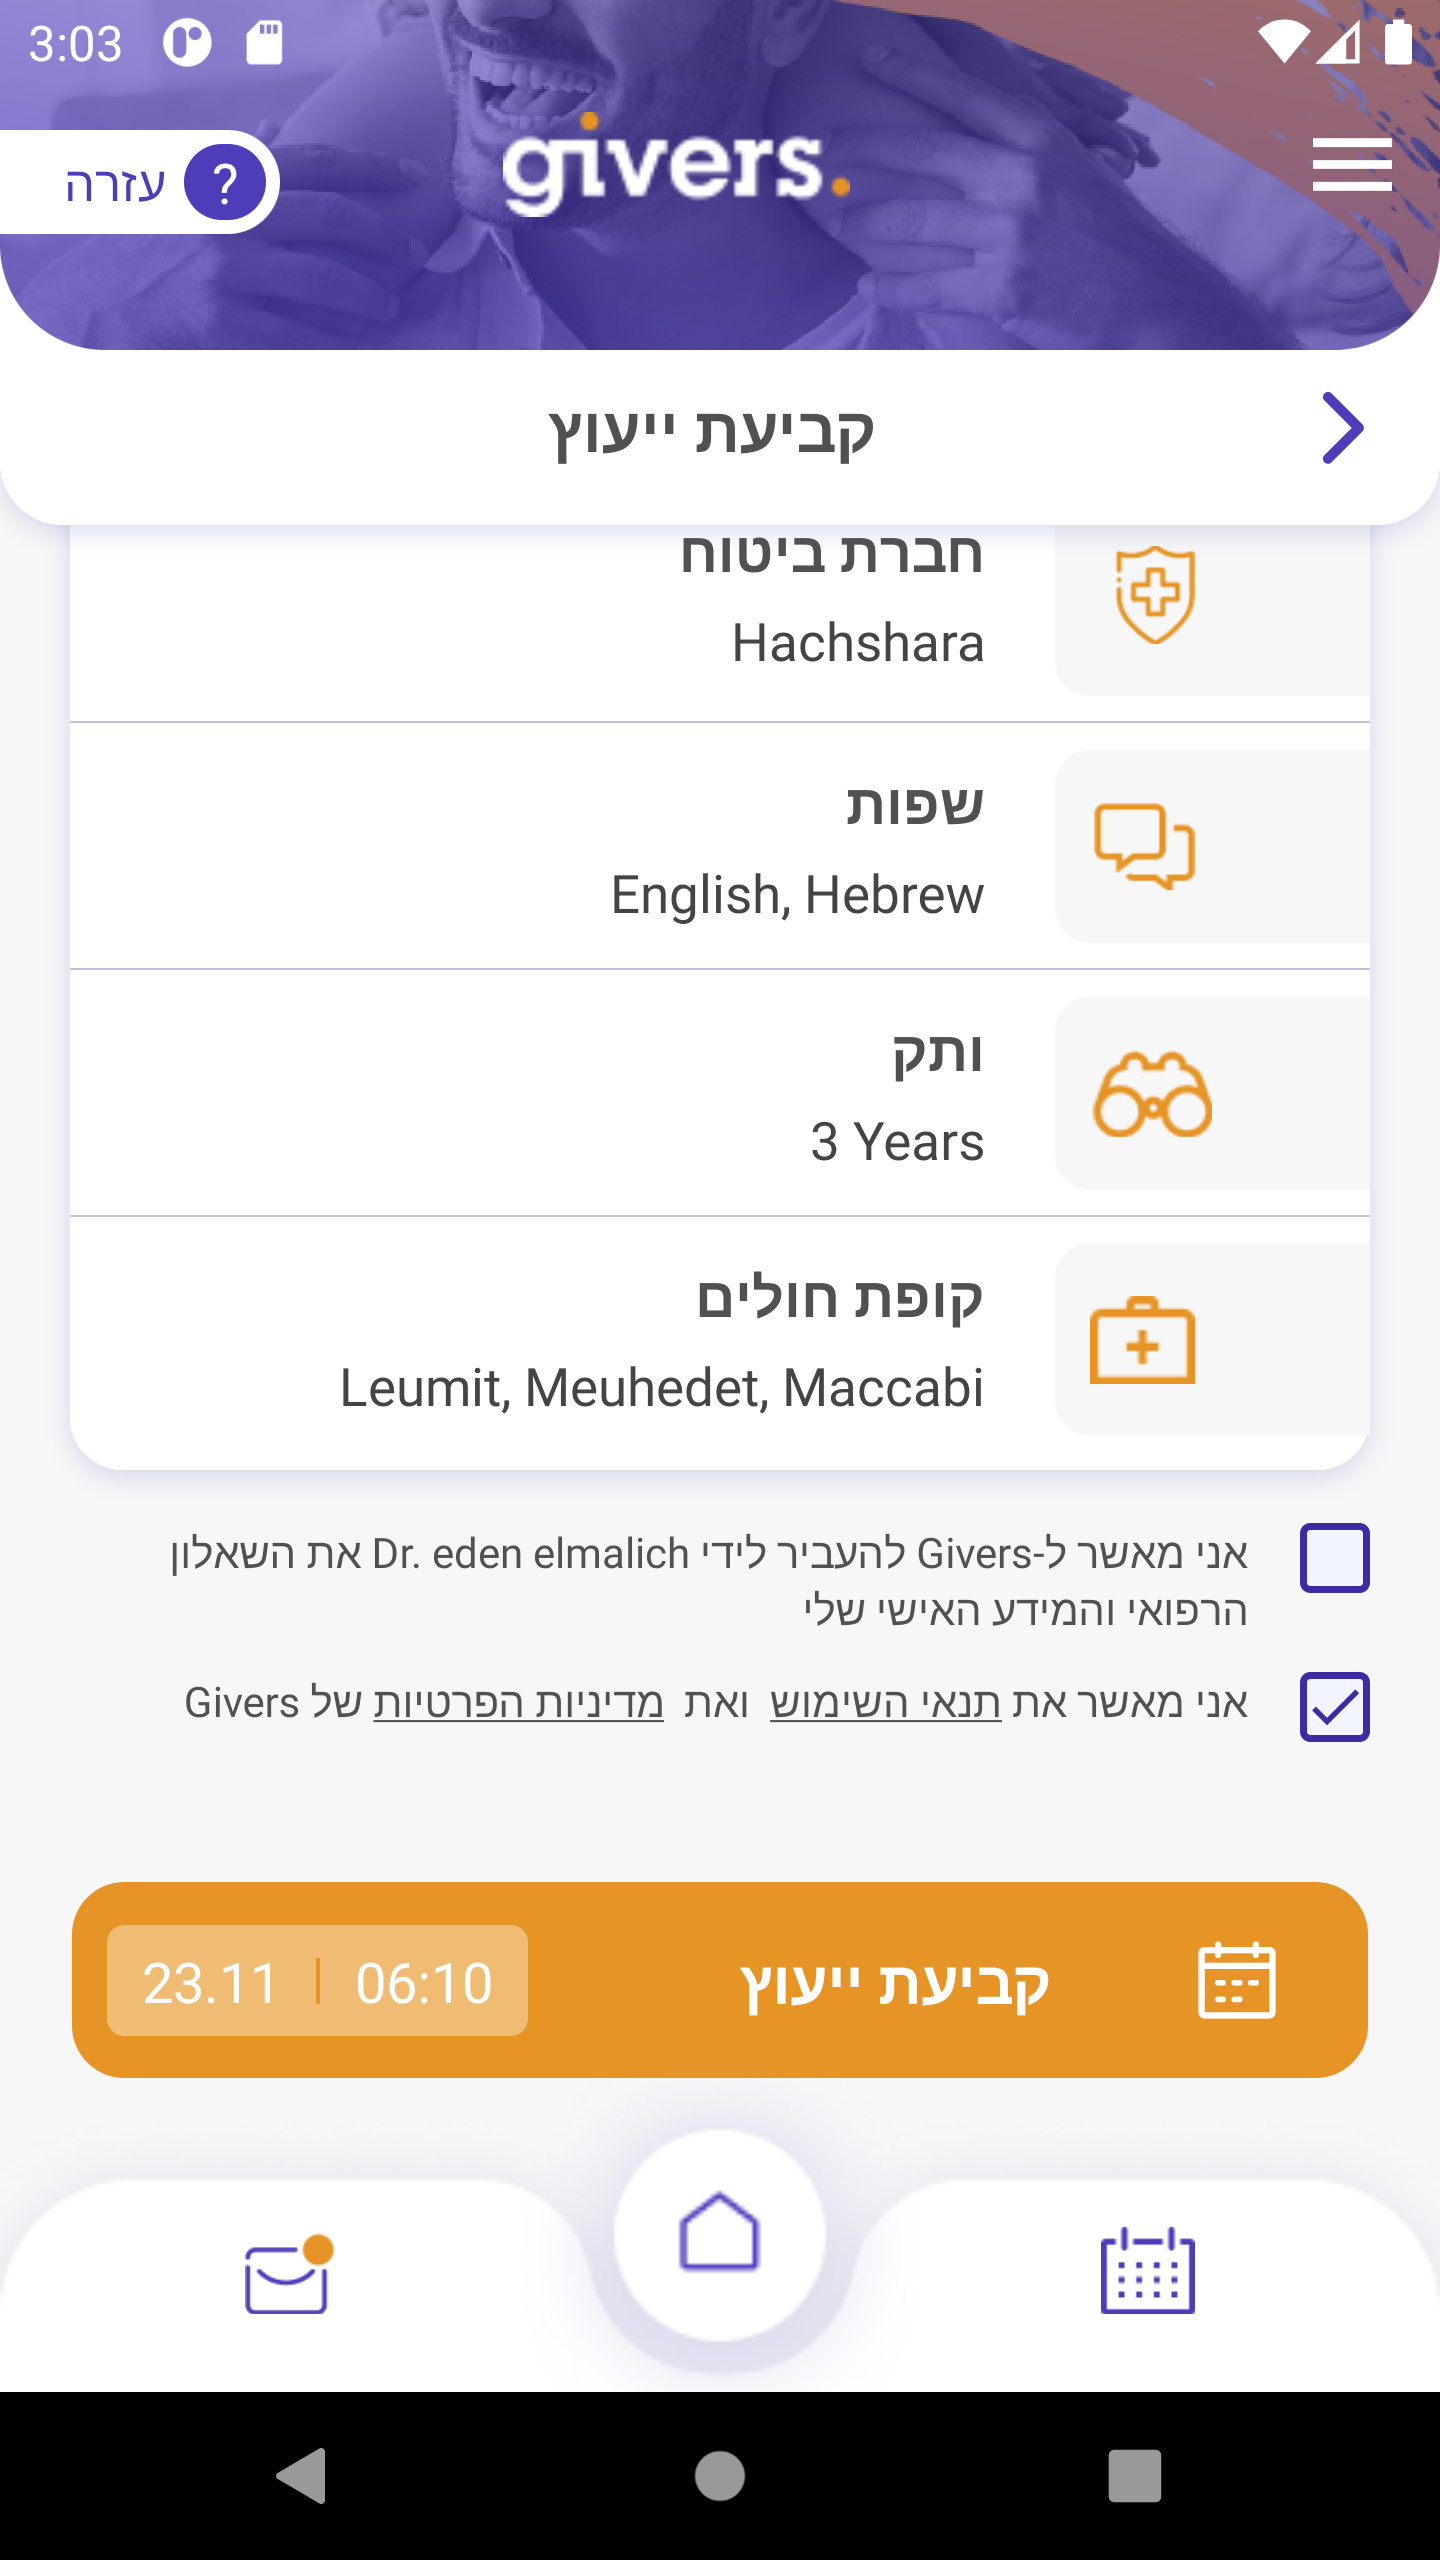 3:03
givers.
? עזרה
קביעת ייעוץ
חברת ביטוח
Hachshara
שפות
English, Hebrew
ותק
3 Years
קופת חולים
Leumit, Meuhedet, Maccabi
אני מאשר ל-Givers להעביר לידי Dr. eden elmalich את השאלון
הרפואי והמידע האישי שלי
אני מאשר את תנאי השימוש ואת מדיניות הפרטיות של Givers
קביעת ייעוץ
06:10 | 23.11